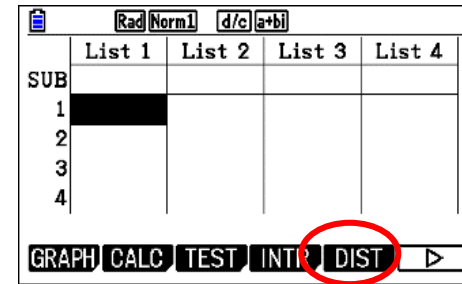 Rad Norm1 d/c a+bi
List 1 List 2 List 3 List 4
SUB
1
2
3
4
GRAPH CALC TEST INTR DIST